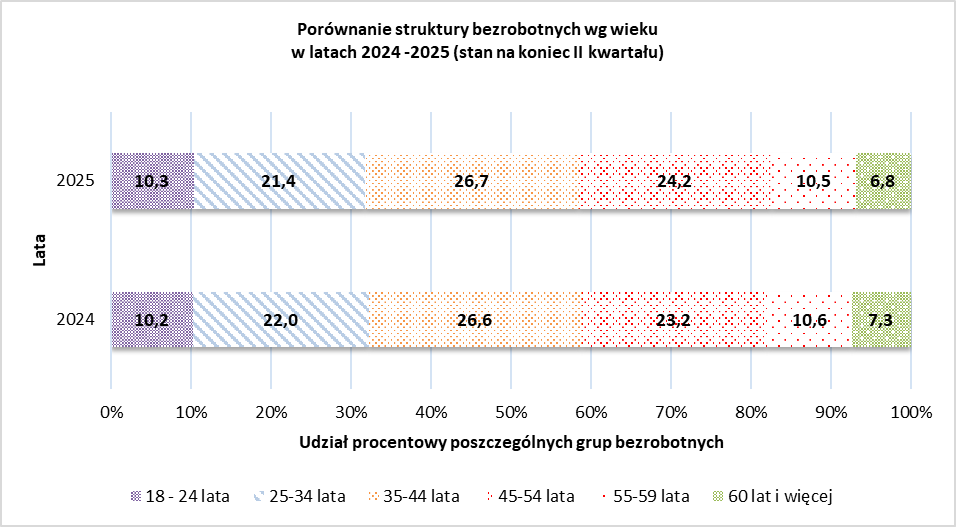 Porównanie struktury bezrobotnych wg wieku
w latach 2024 -2025 (stan na koniec II kwartału)
2025
10,3
21,4
26,7
24,2
10,5
6,8
Lata
2024
10,2
22,0
26,6
23,2
10,6
7,3
0%
10%
20%
30%
40%
50%
60%
70%
80%
90%
100%
Udział procentowy poszczególnych grup bezrobotnych
18 - 24 lata
25-34 lata
35-44 lata
45-54 lata
55-59 lata
60 lat i więcej